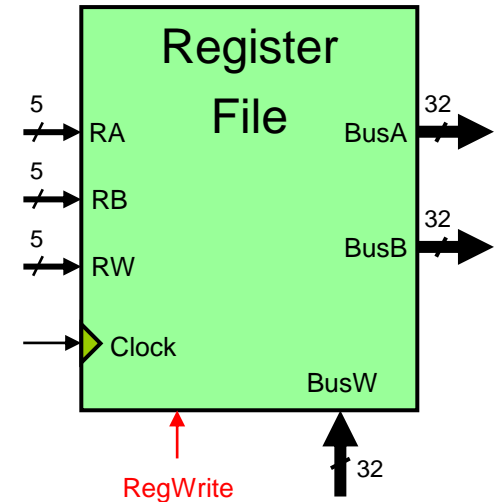 Register
File
5
RA
32
BusA
5
RB
32
BusB
5
RW
Clock
BusW
RegWrite
32